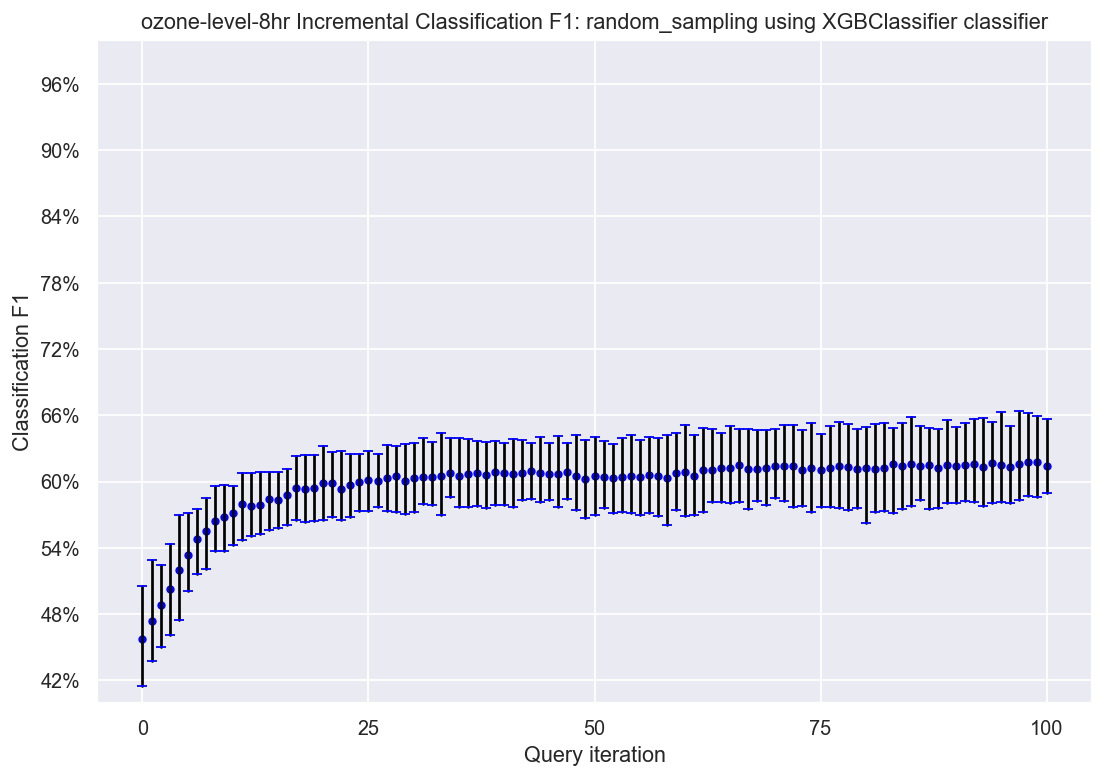 ozone-level-8hr Incremental Classification F1: random_sampling using XGBClassifier classifier
96%
90%
84%
78%
72%
66%
60%
54%
48%
42%
Classification F1
0 25 50 75 100
Query iteration